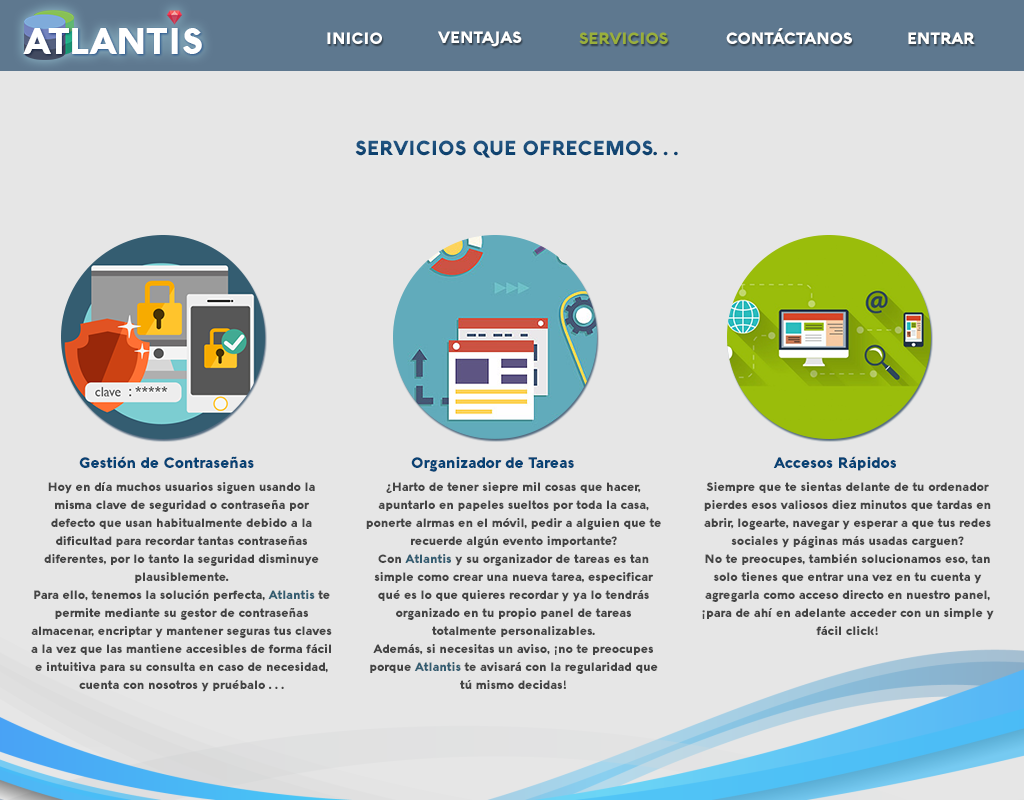 ATLANTIS
INICIO
VENTAJAS
SERVICIOS
CONTÁCTANOS
ENTRAR
SERVICIOS QUE OFRECEMOS. . .
clave : *****
@
Gestión de Contraseñas
Hoy en día muchos usuarios siguen usando la
misma clave de seguridad o contraseña por
defecto que usan habitualmente debido a la
dificultad para recordar tantas contraseñas
diferentes, por lo tanto la seguridad disminuye
plausiblemente.
Para ello, tenemos la solución perfecta, Atlantis te
permite mediante su gestor de contraseñas
almacenar, encriptar y mantener seguras tus claves
a la vez que las mantiene accesibles de forma fácil
e intuitiva para su consulta en caso de necesidad,
cuenta con nosotros y pruébalo . . .
Organizador de Tareas
¿Harto de tener siepre mil cosas que hacer,
apuntarlo en papeles sueltos por toda la casa,
ponerte alrmas en el móvil, pedir a alguien que te
recuerde algún evento importante?
Con Atlantis y su organizador de tareas es tan
simple como crear una nueva tarea, especificar
qué es lo que quieres recordar y ya lo tendrás
organizado en tu propio panel de tareas
totalmente personalizables.
Además, si necesitas un aviso, ¡no te preocupes
porque Atlantis te avisará con la regularidad que
tú mismo decidas!
Accesos Rápidos
Siempre que te sientas delante de tu ordenador
pierdes esos valiosos diez minutos que tardas en
abrir, logearte, navegar y esperar a que tus redes
sociales y páginas más usadas carguen?
No te preocupes, también solucionamos eso, tan
solo tienes que entrar una vez en tu cuenta y
agregarla como acceso directo en nuestro panel,
¡para de ahí en adelante acceder con un simple y
fácil click!